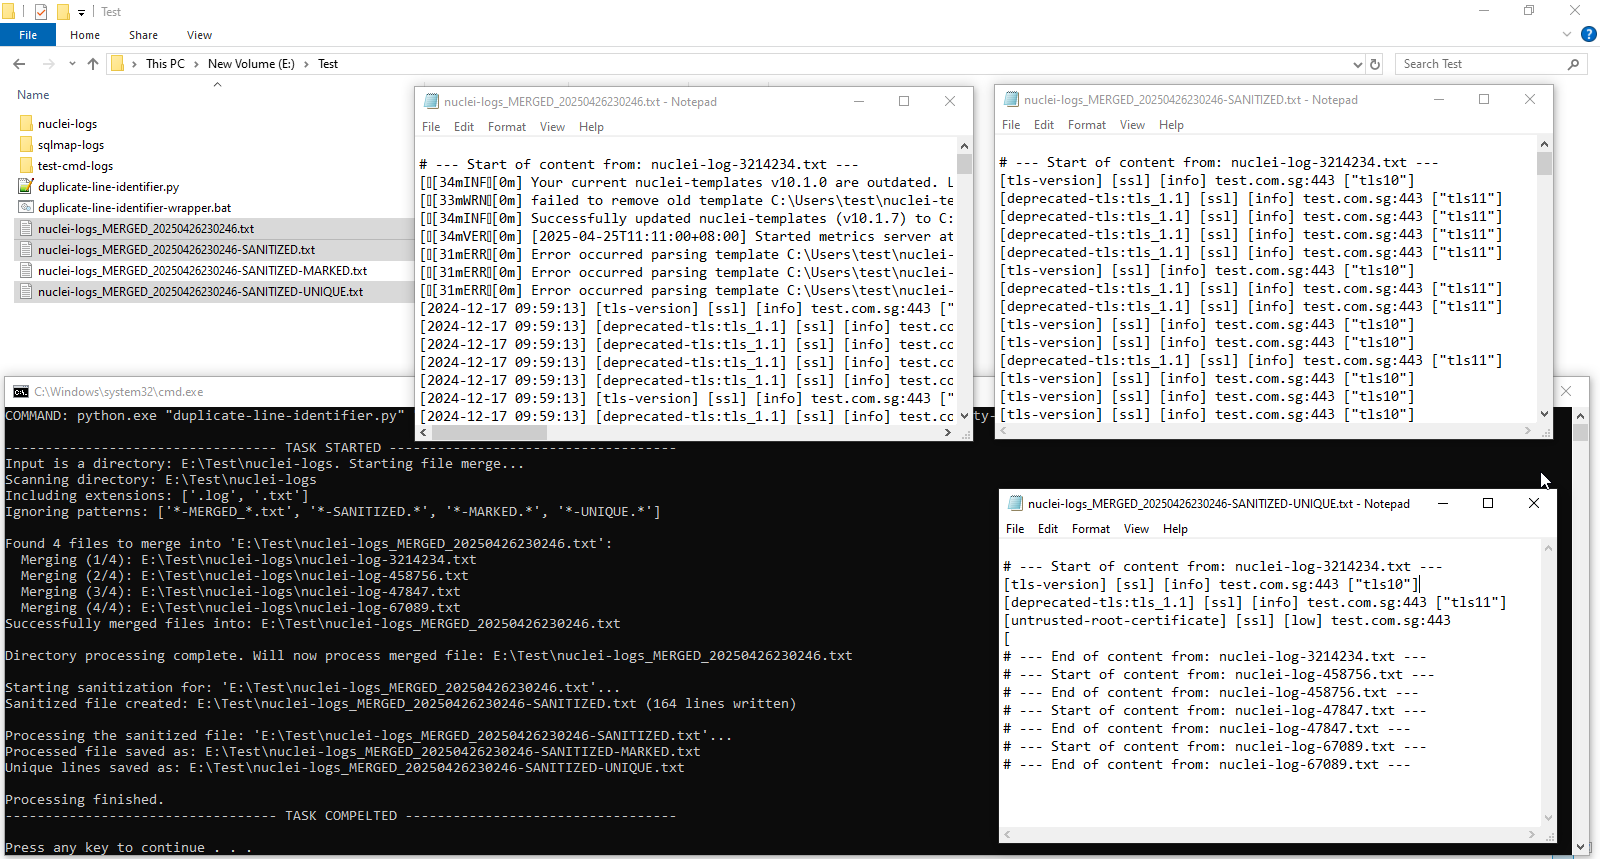 Test
File Home Share View
This PC > New Volume (E:) > Test
Search Test
Name
nuclei-logs
sqlmap-logs
test-cmd-logs
duplicate-line-identifier.py
duplicate-line-identifier-wrapper.bat
nuclei-logs_MERGED_20250426230246.txt
nuclei-logs_MERGED_20250426230246-SANITIZED.txt
nuclei-logs_MERGED_20250426230246-SANITIZED-MARKED.txt
nuclei-logs_MERGED_20250426230246-SANITIZED-UNIQUE.txt
nuclei-logs_MERGED_20250426230246.txt - Notepad
File Edit Format View Help
# --- Start of content from: nuclei-log-3214234.txt ---
[▯[34mINF▯[0m] Your current nuclei-templates v10.1.0 are outdated. L
[▯[33mWRN▯[0m] failed to remove old template C:\Users\test\nuclei-te
[▯[34mINF▯[0m] Successfully updated nuclei-templates (v10.1.7) to C:
[▯[34mVER▯[0m] [2025-04-25T11:11:00+08:00] Started metrics server at
[▯[31mERR▯[0m] Error occurred parsing template C:\Users\test\nuclei-
[▯[31mERR▯[0m] Error occurred parsing template C:\Users\test\nuclei-
[▯[31mERR▯[0m] Error occurred parsing template C:\Users\test\nuclei-
[2024-12-17 09:59:13] [tls-version] [ssl] [info] test.com.sg:443 ["
[2024-12-17 09:59:13] [deprecated-tls:tls_1.1] [ssl] [info] test.co
[2024-12-17 09:59:13] [deprecated-tls:tls_1.1] [ssl] [info] test.co
[2024-12-17 09:59:13] [deprecated-tls:tls_1.1] [ssl] [info] test.co
[2024-12-17 09:59:13] [deprecated-tls:tls_1.1] [ssl] [info] test.co
[2024-12-17 09:59:13] [tls-version] [ssl] [info] test.com.sg:443 ["
[2024-12-17 09:59:13] [deprecated-tls:tls_1.1] [ssl] [info] test.co
nuclei-logs_MERGED_20250426230246-SANITIZED.txt - Notepad
File Edit Format View Help
# --- Start of content from: nuclei-log-3214234.txt ---
[tls-version] [ssl] [info] test.com.sg:443 ["tls10"]
[deprecated-tls:tls_1.1] [ssl] [info] test.com.sg:443 ["tls11"]
[deprecated-tls:tls_1.1] [ssl] [info] test.com.sg:443 ["tls11"]
[deprecated-tls:tls_1.1] [ssl] [info] test.com.sg:443 ["tls11"]
[deprecated-tls:tls_1.1] [ssl] [info] test.com.sg:443 ["tls11"]
[tls-version] [ssl] [info] test.com.sg:443 ["tls10"]
[deprecated-tls:tls_1.1] [ssl] [info] test.com.sg:443 ["tls11"]
[deprecated-tls:tls_1.1] [ssl] [info] test.com.sg:443 ["tls11"]
[tls-version] [ssl] [info] test.com.sg:443 ["tls10"]
[tls-version] [ssl] [info] test.com.sg:443 ["tls10"]
[deprecated-tls:tls_1.1] [ssl] [info] test.com.sg:443 ["tls11"]
[tls-version] [ssl] [info] test.com.sg:443 ["tls10"]
[tls-version] [ssl] [info] test.com.sg:443 ["tls10"]
[tls-version] [ssl] [info] test.com.sg:443 ["tls10"]
C:\Windows\system32\cmd.exe
COMMAND: python.exe "duplicate-line-identifier.py" ty-
---------------------------------- TASK STARTED ------------------------------------
Input is a directory: E:\Test\nuclei-logs. Starting file merge...
Scanning directory: E:\Test\nuclei-logs
Including extensions: ['.log', '.txt']
Ignoring patterns: ['*-MERGED_*.txt', '*-SANITIZED.*', '*-MARKED.*', '*-UNIQUE.*']
Found 4 files to merge into 'E:\Test\nuclei-logs_MERGED_20250426230246.txt':
Merging (1/4): E:\Test\nuclei-logs\nuclei-log-3214234.txt
Merging (2/4): E:\Test\nuclei-logs\nuclei-log-458756.txt
Merging (3/4): E:\Test\nuclei-logs\nuclei-log-47847.txt
Merging (4/4): E:\Test\nuclei-logs\nuclei-log-67089.txt
Successfully merged files into: E:\Test\nuclei-logs_MERGED_20250426230246.txt
Directory processing complete. Will now process merged file: E:\Test\nuclei-logs_MERGED_20250426230246.txt
Starting sanitization for: 'E:\Test\nuclei-logs_MERGED_20250426230246.txt'...
Sanitized file created: E:\Test\nuclei-logs_MERGED_20250426230246-SANITIZED.txt (164 lines written)
Processing the sanitized file: 'E:\Test\nuclei-logs_MERGED_20250426230246-SANITIZED.txt'...
Processed file saved as: E:\Test\nuclei-logs_MERGED_20250426230246-SANITIZED-MARKED.txt
Unique lines saved as: E:\Test\nuclei-logs_MERGED_20250426230246-SANITIZED-UNIQUE.txt
Processing finished.
---------------------------------- TASK COMPELTED ----------------------------------
Press any key to continue . . .
nuclei-logs_MERGED_20250426230246-SANITIZED-UNIQUE.txt - Notepad
File Edit Format View Help
# --- Start of content from: nuclei-log-3214234.txt ---
[tls-version] [ssl] [info] test.com.sg:443 ["tls10"]
[deprecated-tls:tls_1.1] [ssl] [info] test.com.sg:443 ["tls11"]
[untrusted-root-certificate] [ssl] [low] test.com.sg:443
[
# --- End of content from: nuclei-log-3214234.txt ---
# --- Start of content from: nuclei-log-458756.txt ---
# --- End of content from: nuclei-log-458756.txt ---
# --- Start of content from: nuclei-log-47847.txt ---
# --- End of content from: nuclei-log-47847.txt ---
# --- Start of content from: nuclei-log-67089.txt ---
# --- End of content from: nuclei-log-67089.txt ---